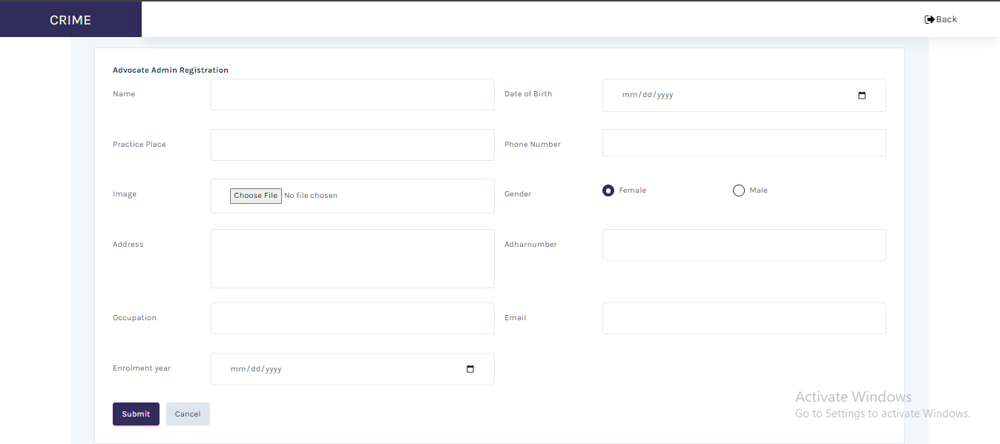 CRIME
Back
Advocate Admin Registration
Name
Date of Birth
mm/dd/yyyy
Practice Place
Phone Number
Image
Choose File No file chosen
Gender
Female
Male
Address
Adharnumber
Occupation
Email
Enrolment year
mm/dd/yyyy
Submit
Cancel
Activate Windows
Go to Settings to activate Windows.